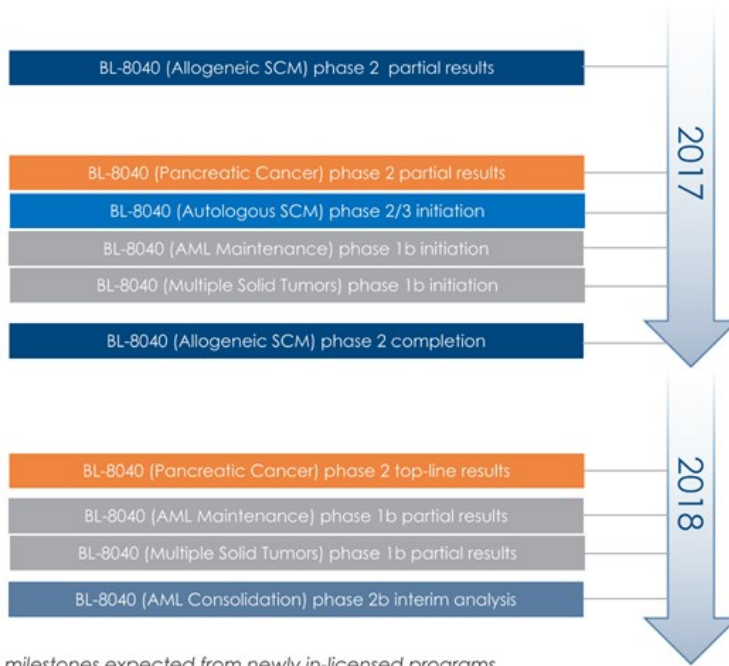 BL-8040 (Allogeneic SCM) phase 2 partial results
2017
BL-8040 (Pancreatic Cancer) phase 2 partial results
BL-8040 (Autologous SCM) phase 2/3 initiation
BL-8040 (AML Maintenance) phase 1b initiation
BL-8040 (Multiple Solid Tumors) phase 1b initiation
BL-8040 (Allogeneic SCM) phase 2 completion
2018
BL-8040 (Pancreatic Cancer) phase 2 top-line results
BL-8040 (AML Maintenance) phase 1b partial results
BL-8040 (Multiple Solid Tumors) phase 1b partial results
BL-8040 (AML Consolidation) phase 2b interim analysis
milestones expected from newly in-licensed programs